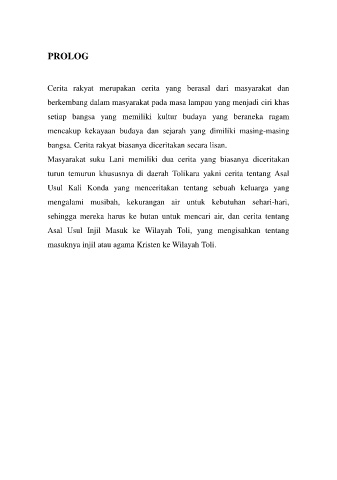 PROLOG
Cerita rakyat merupakan cerita yang berasal dari masyarakat dan
berkembang dalam masyarakat pada masa lampau yang menjadi ciri khas
setiap bangsa yang memiliki kultur budaya yang beraneka ragam
mencakup kekayaan budaya dan sejarah yang dimiliki masing-masing
bangsa. Cerita rakyat biasanya diceritakan secara lisan.
Masyarakat suku Lani memiliki dua cerita yang biasanya diceritakan
turun temurun khususnya di daerah Tolikara yakni cerita tentang Asal
Usul Kali Konda yang menceritakan tentang sebuah keluarga yang
mengalami musibah, kekurangan air untuk kebutuhan sehari-hari,
sehingga mereka harus ke hutan untuk mencari air, dan cerita tentang
Asal Usul Injil Masuk ke Wilayah Toli, yang mengisahkan tentang
masuknya injil atau agama Kristen ke Wilayah Toli.